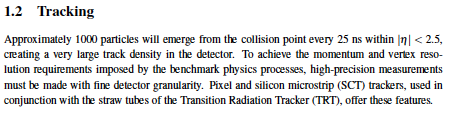 1.2 Tracking
Approximately 1000 particles will emerge from the collision point every 25 ns within |η| < 2.5,
creating a very large track density in the detector. To achieve the momentum and vertex reso-
lution requirements imposed by the benchmark physics processes, high-precision measurements
must be made with fine detector granularity. Pixel and silicon microstrip (SCT) trackers, used in
conjunction with the straw tubes of the Transition Radiation Tracker (TRT), offer these features.